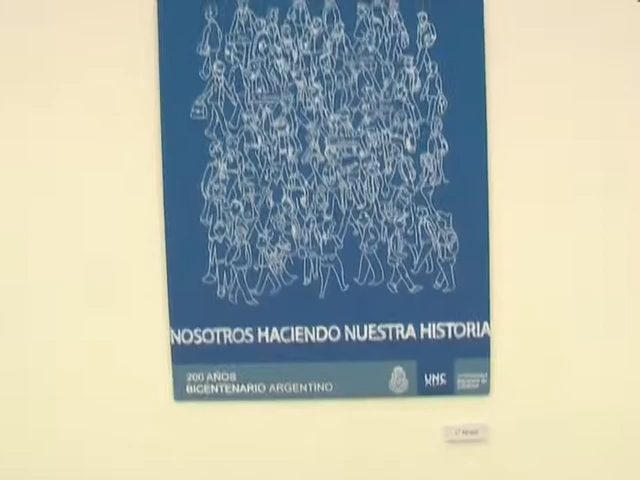 NOSOTROS HACIENDO NUESTRA HISTORIA
200 AÑOS
BICENTENARIO ARGENTINO
UNC